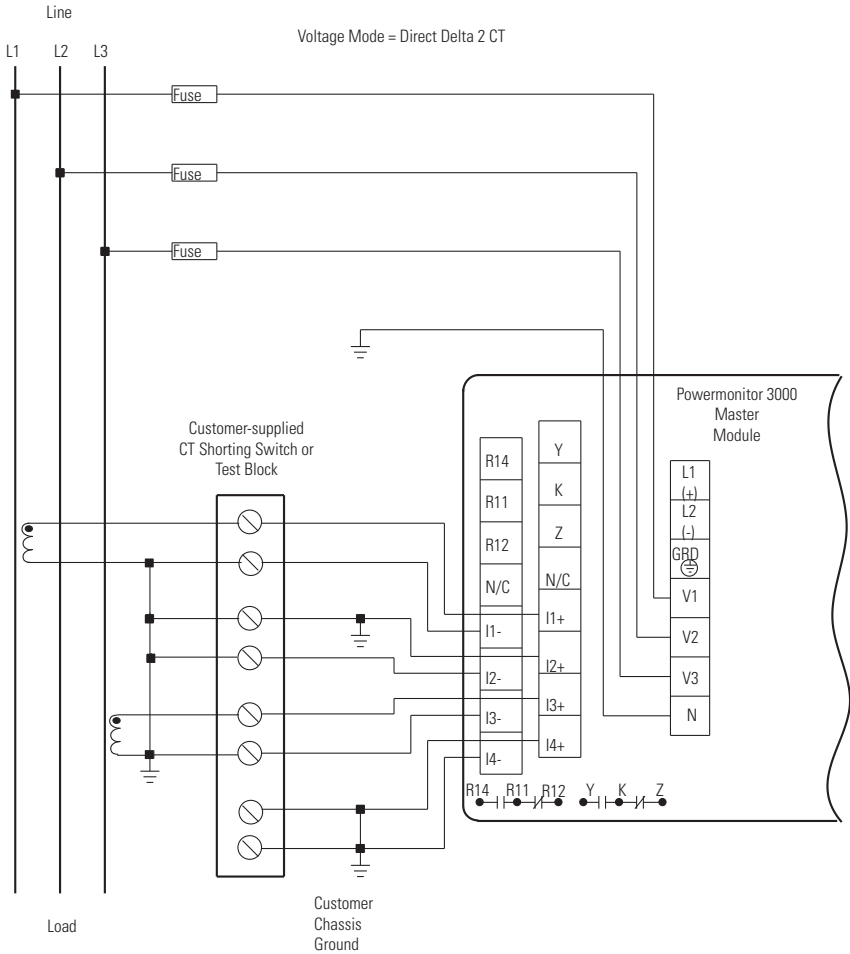 Line
Voltage Mode = Direct Delta 2 CT
L1 L2 L3
Fuse
Fuse
Fuse
Powermonitor 3000
Master
Module
Customer-supplied
CT Shorting Switch or
Test Block
R14
R11
R12
N/C
I1-
I2-
I3-
I4-
Y
K
Z
N/C
I1+
I2+
I3+
I4+
L1
(+)
L2
(-)
GRD
V1
V2
V3
N
R14 R11 R12 Y K Z
Load
Customer
Chassis
Ground